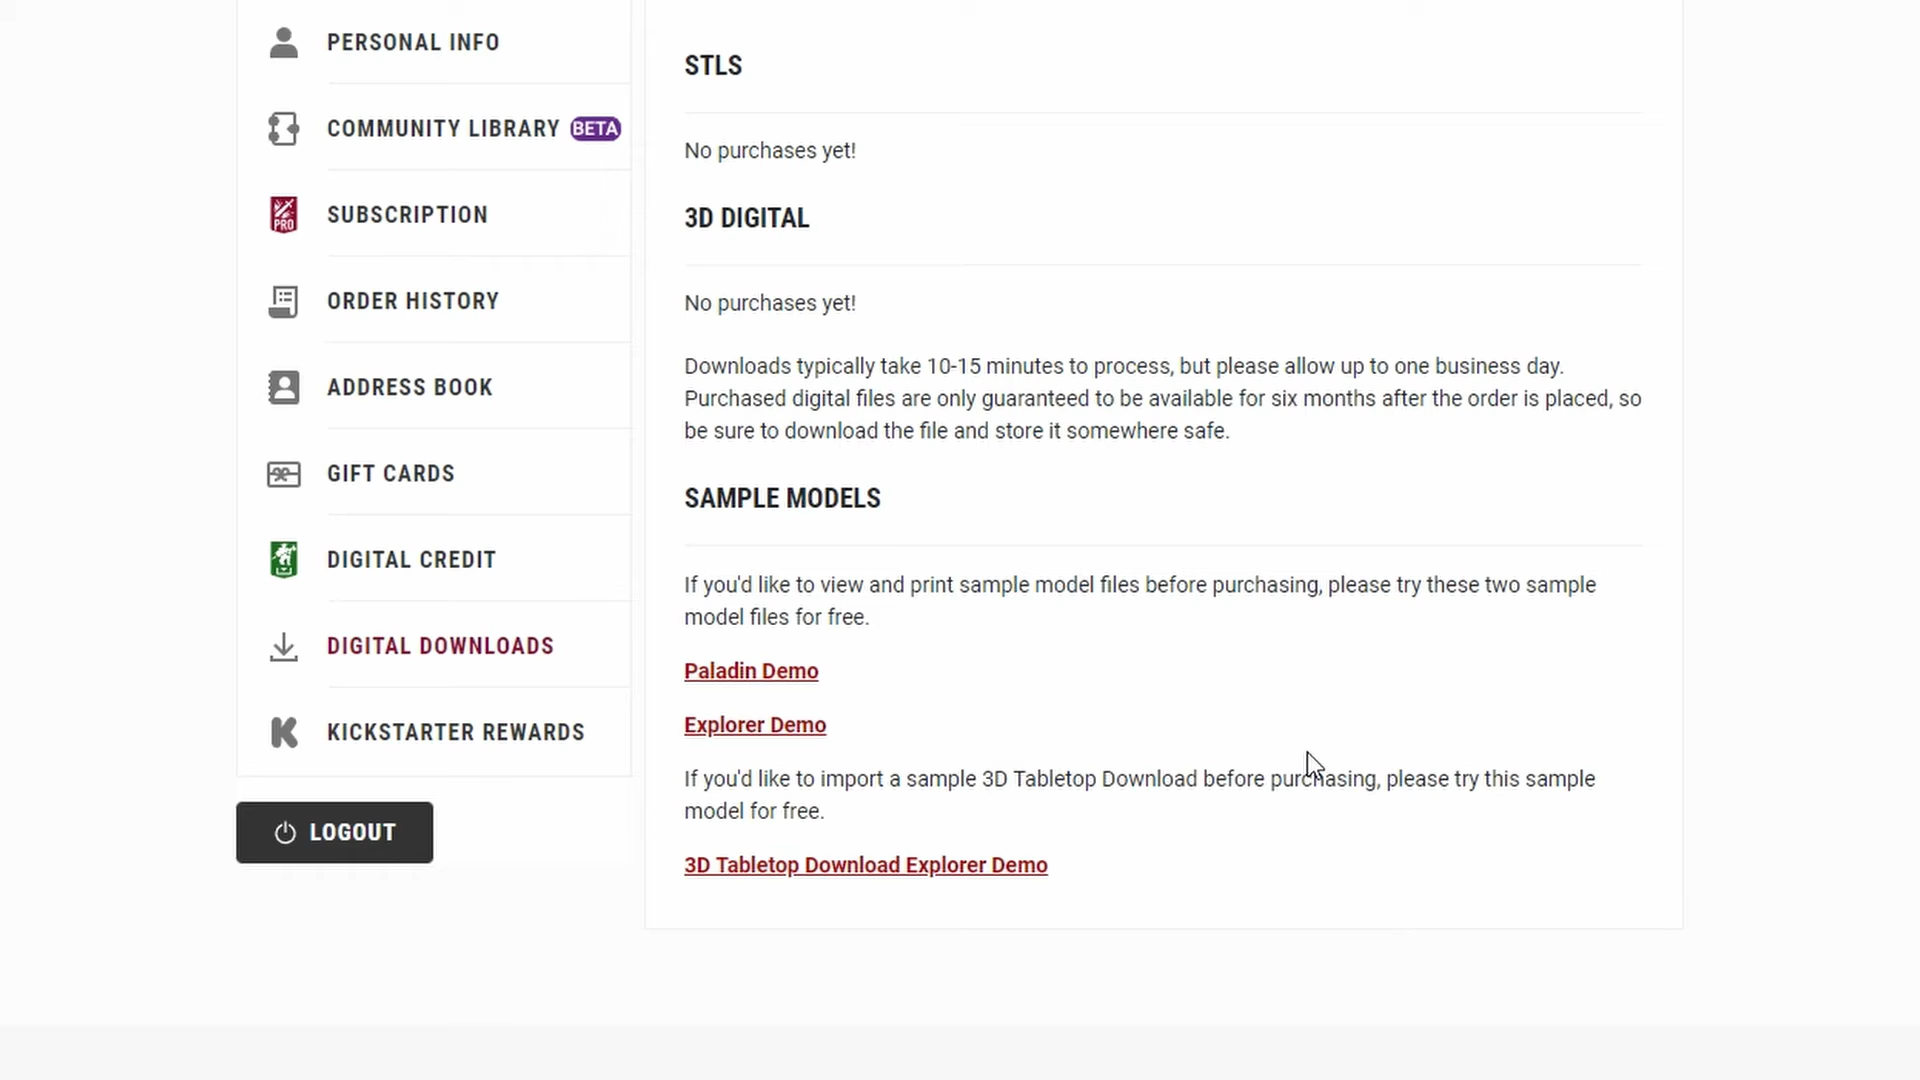 PERSONAL INFO
COMMUNITY LIBRARY BETA
PRO SUBSCRIPTION
ORDER HISTORY
ADDRESS BOOK
GIFT CARDS
DIGITAL CREDIT
DIGITAL DOWNLOADS
KICKSTARTER REWARDS
LOGOUT
STLS
No purchases yet!
3D DIGITAL
No purchases yet!
Downloads typically take 10-15 minutes to process, but please allow up to one business day.
Purchased digital files are only guaranteed to be available for six months after the order is placed, so
be sure to download the file and store it somewhere safe.
SAMPLE MODELS
If you'd like to view and print sample model files before purchasing, please try these two sample
model files for free.
Paladin Demo
Explorer Demo
If you'd like to import a sample 3D Tabletop Download before purchasing, please try this sample
model for free.
3D Tabletop Download Explorer Demo